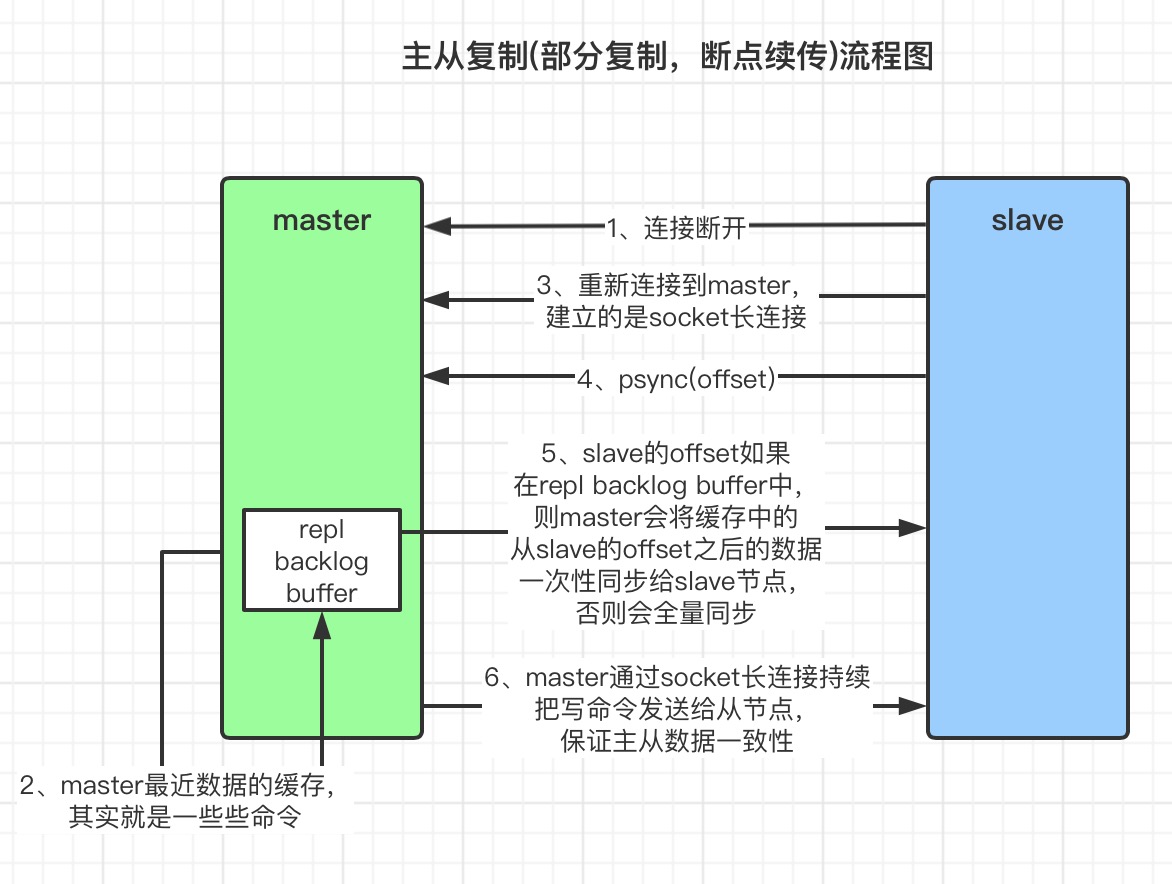 主从复制(部分复制，断点续传)流程图
master
slave
1、连接断开
3、重新连接到master，
建立的是socket长连接
4、psync(offset)
5、slave的offset如果
在repl backlog buffer中，
则master会将缓存中的
从slave的offset之后的数据
一次性同步给slave节点，
否则会全量同步
repl
backlog
buffer
6、master通过socket长连接持续
把写命令发送给从节点，
保证主从数据一致性
2、master最近数据的缓存，
其实就是一些些命令